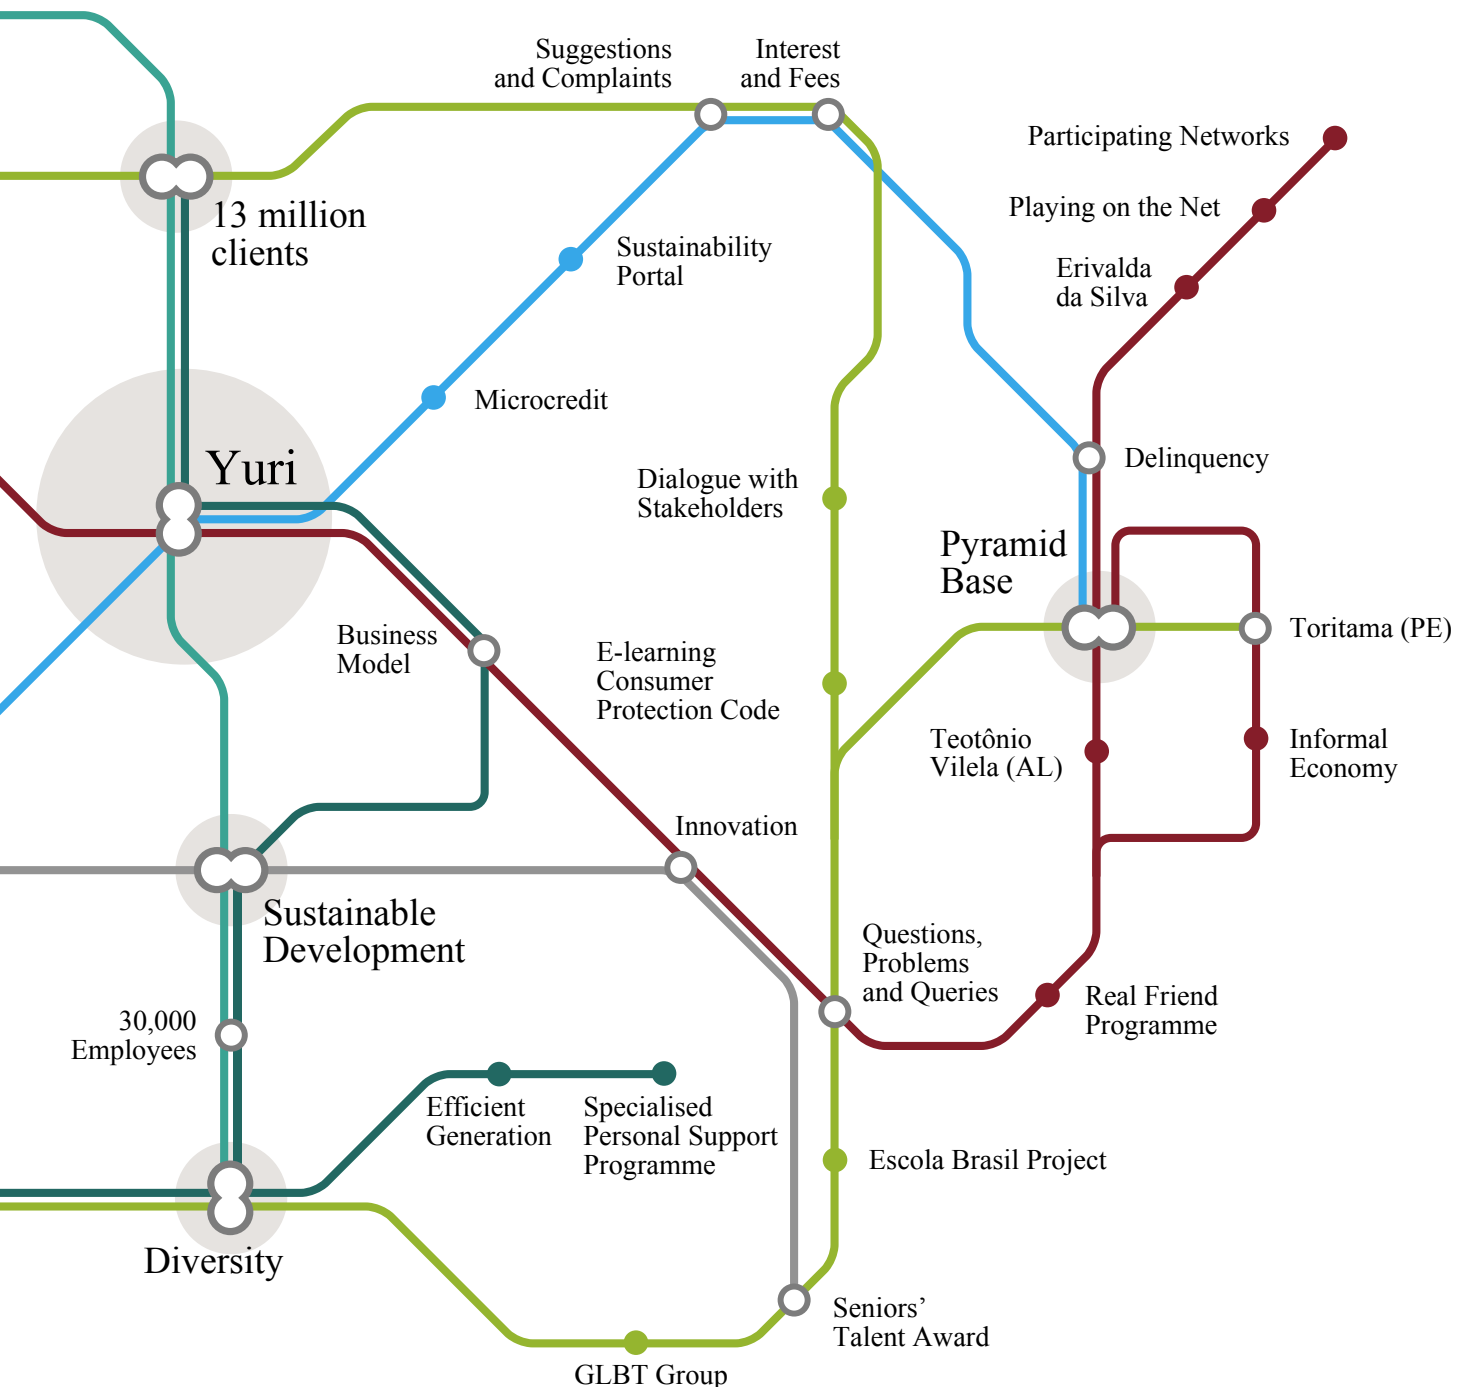 Suggestions
and Complaints
Interest
and Fees
Participating Networks
Playing on the Net
13 million
clients
Sustainability
Portal
Erivalda
da Silva
Microcredit
Yuri
Delinquency
Dialogue with
Stakeholders
Pyramid
Base
Toritama (PE)
Business
Model
E-learning
Consumer
Protection Code
Teotônio
Vilela (AL)
Informal
Economy
Innovation
Sustainable
Development
Questions,
Problems
and Queries
Real Friend
Programme
30,000
Employees
Efficient
Generation
Specialised
Personal Support
Programme
Escola Brasil Project
Diversity
Seniors’
Talent Award
GLBT Group